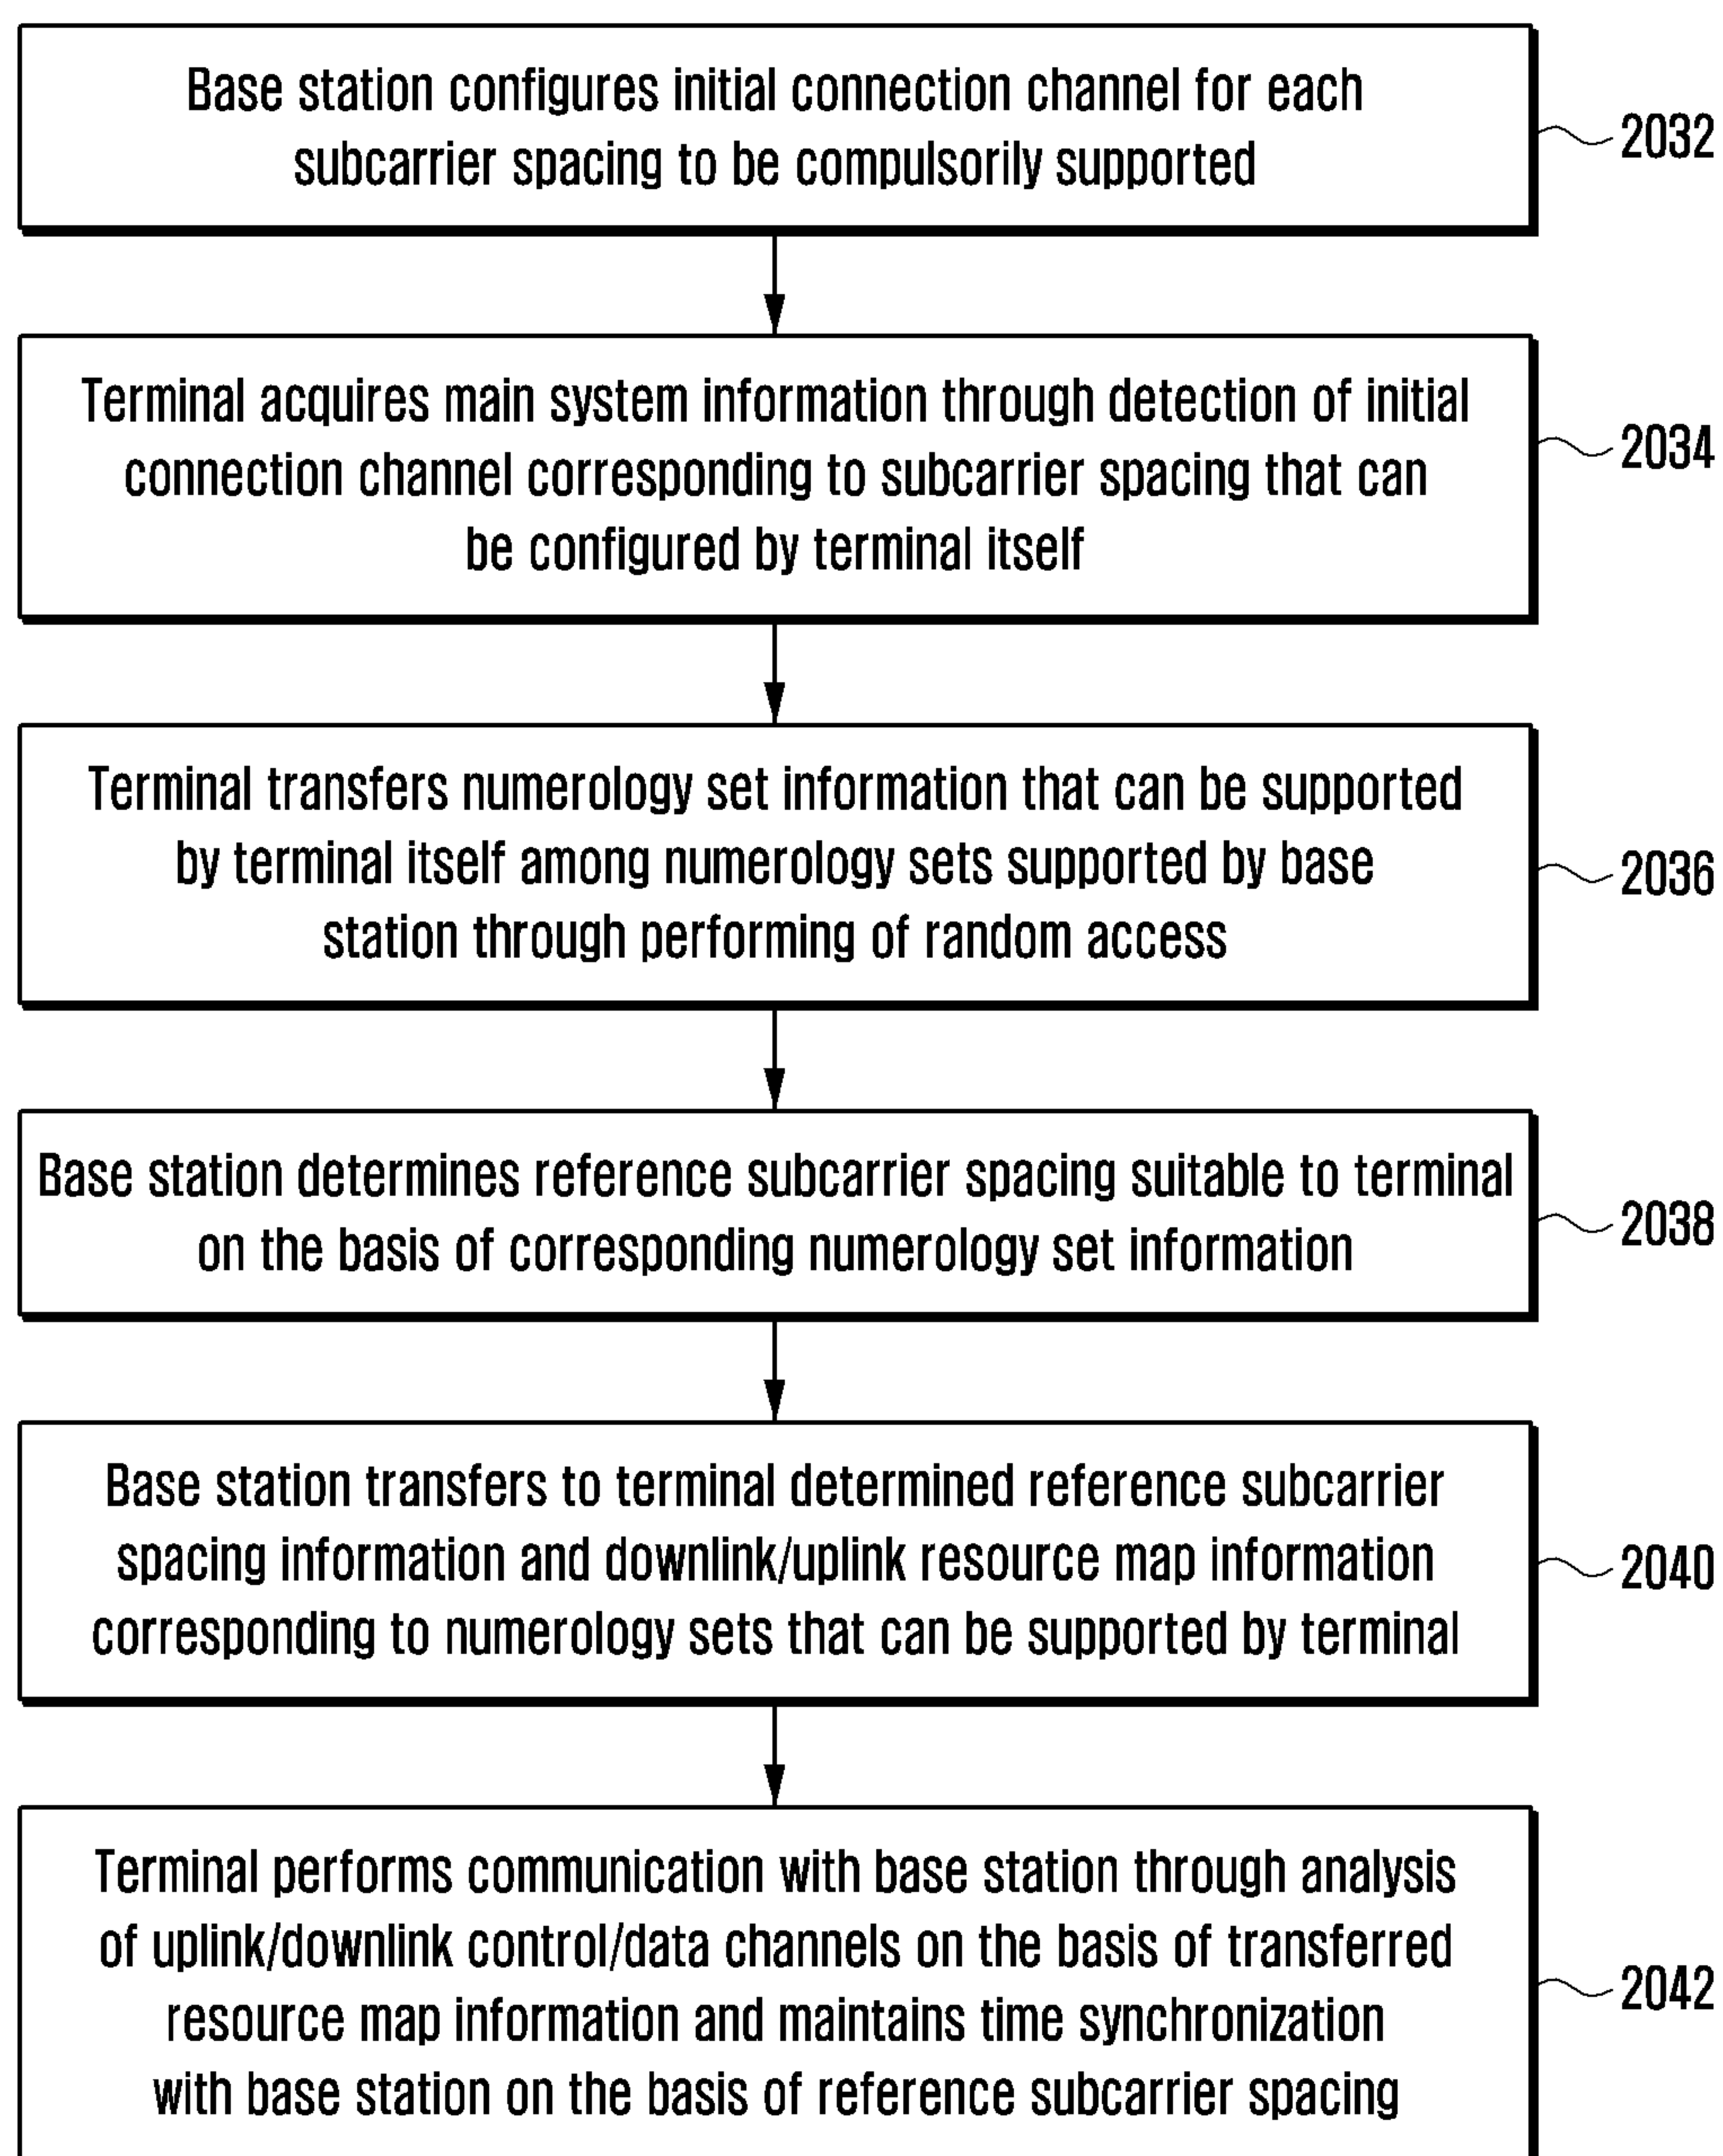 Base station configures initial connection channel for each
subcarrier spacing to be compulsorily supported
2032
Terminal acquires main system information through detection of initial
connection channel corresponding to subcarrier spacing that can
be configured by terminal itself
2034
Terminal transfers numerology set information that can be supported
by terminal itself among numerology sets supported by base
station through performing of random access
2036
Base station determines reference subcarrier spacing suitable to terminal
on the basis of corresponding numerology set information
2038
Base station transfers to terminal determined reference subcarrier
spacing information and downlink/uplink resource map information
corresponding to numerology sets that can be supported by terminal
2040
Terminal performs communication with base station through analysis
of uplink/downlink control/data channels on the basis of transferred
resource map information and maintains time synchronization
with base station on the basis of reference subcarrier spacing
2042